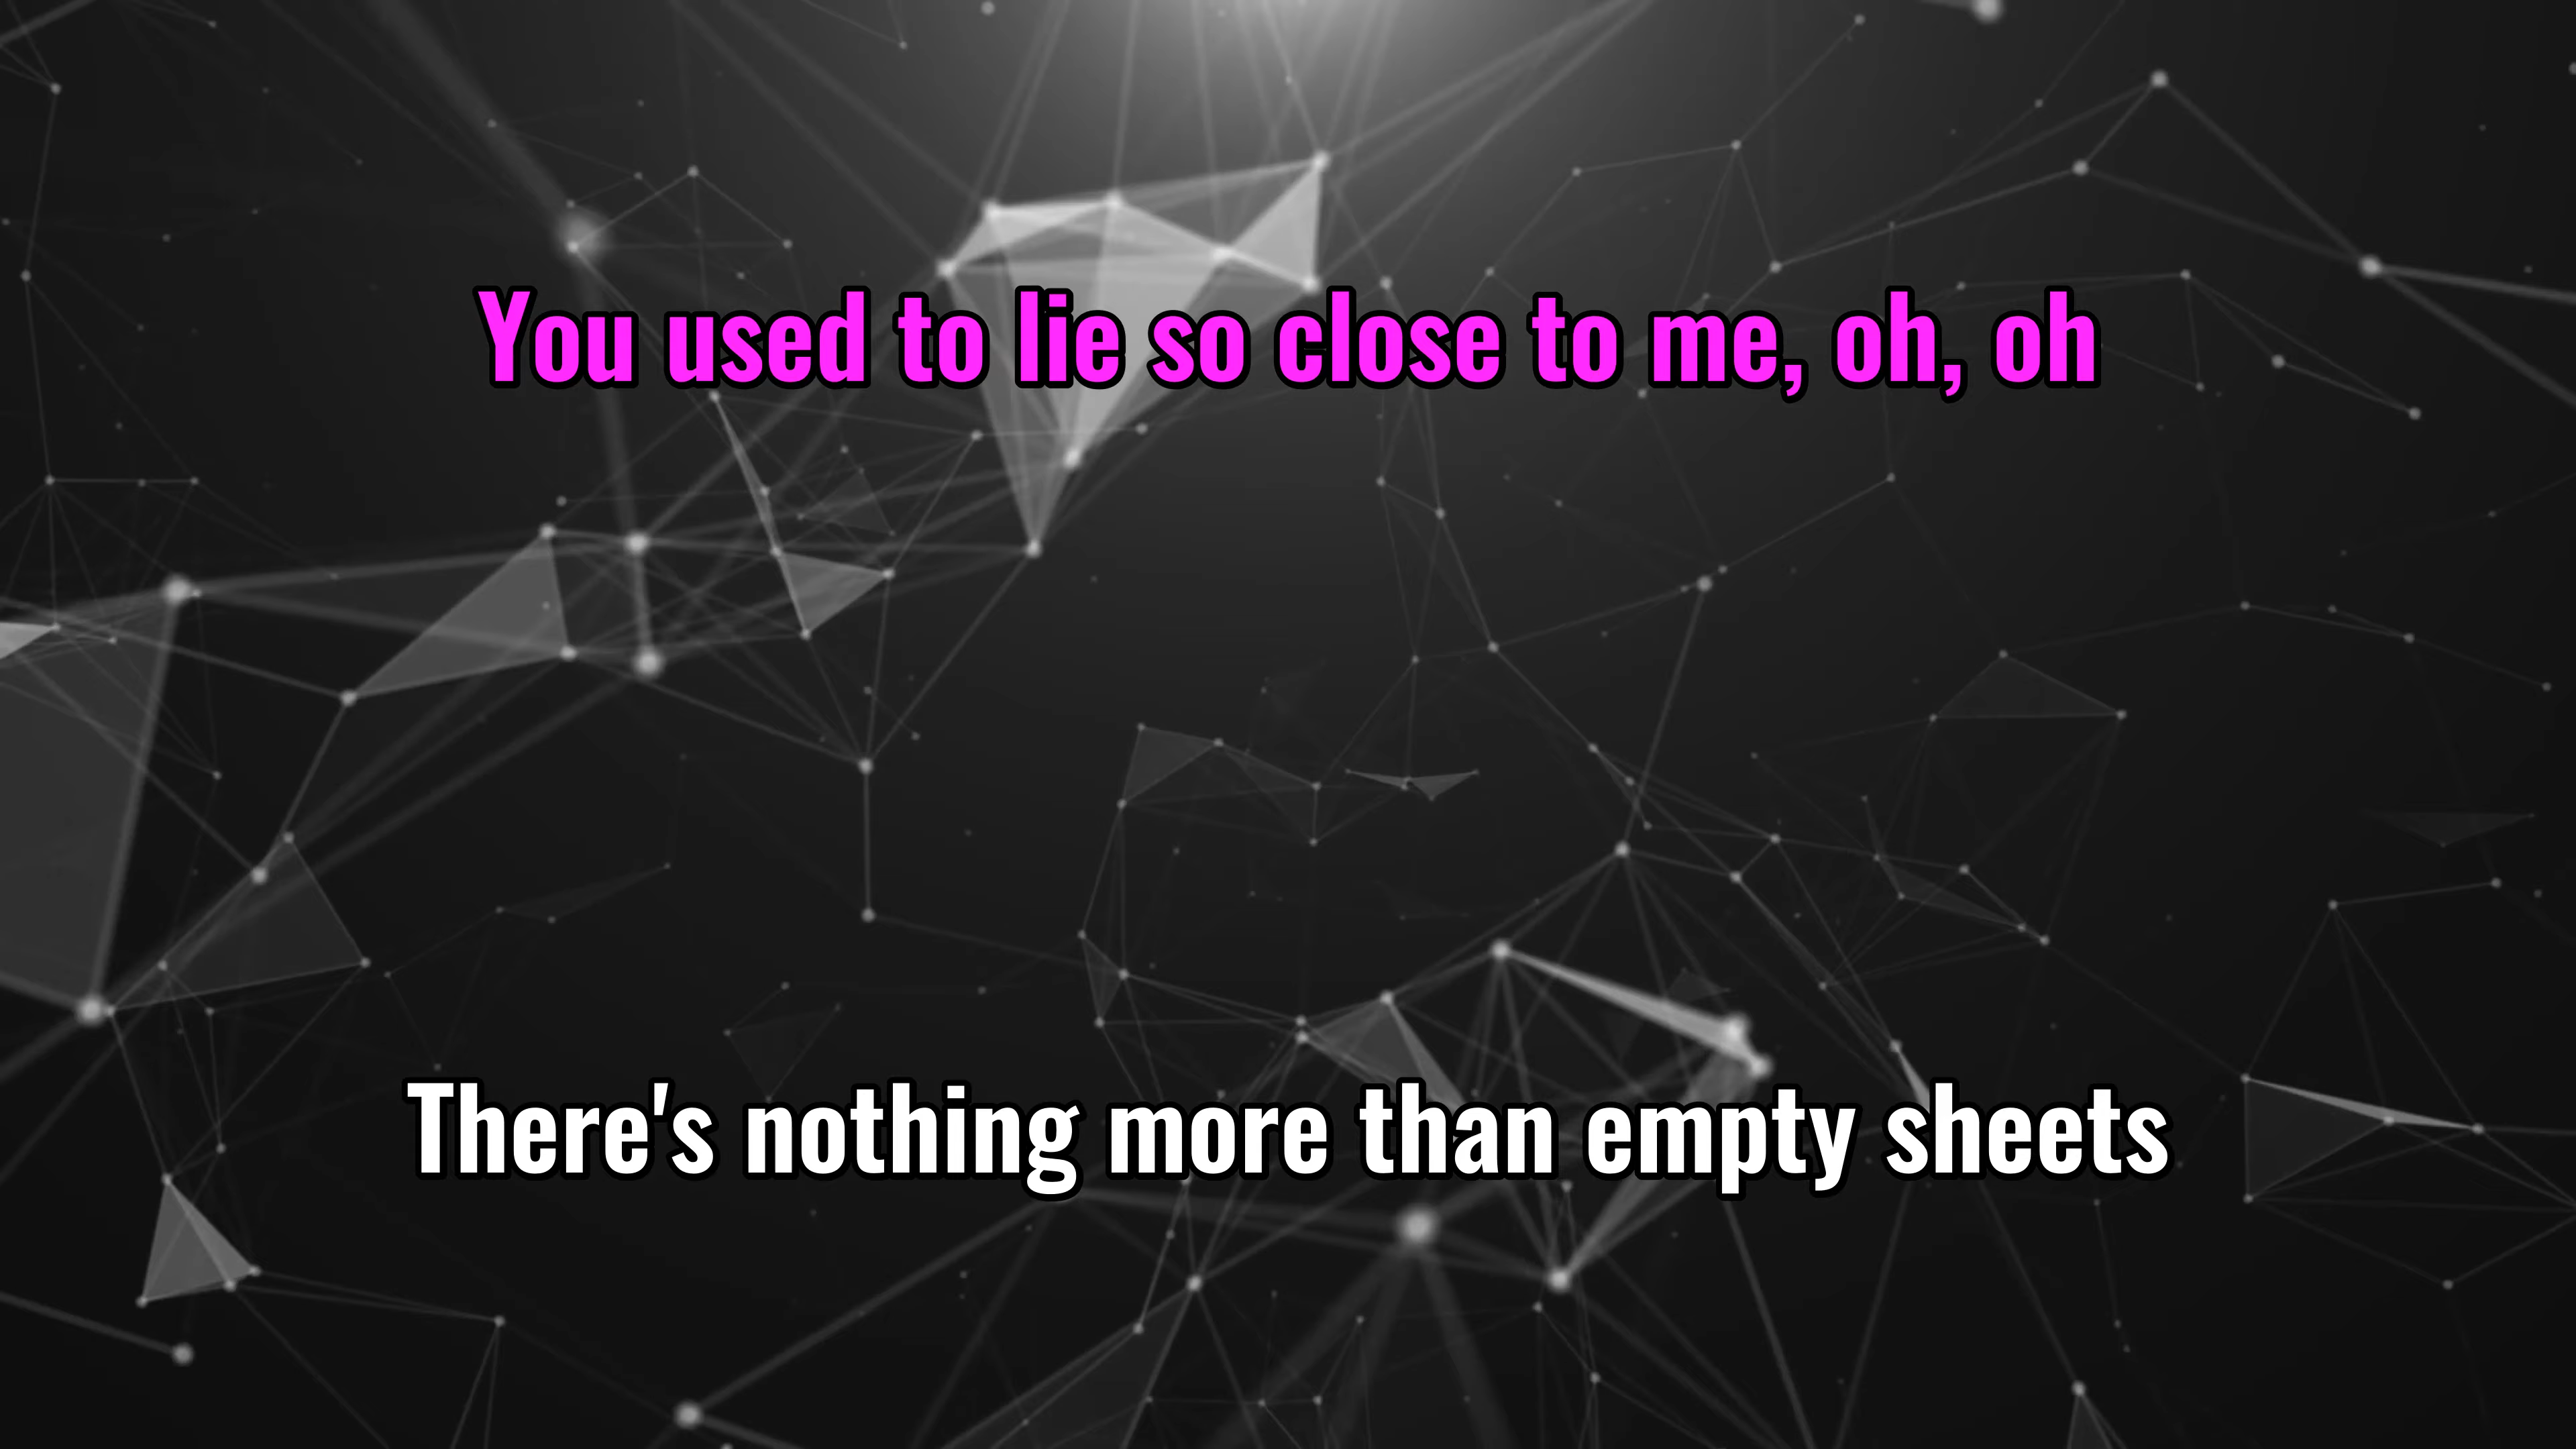 You used to lie so close to me, oh, oh
There's nothing more than empty sheets